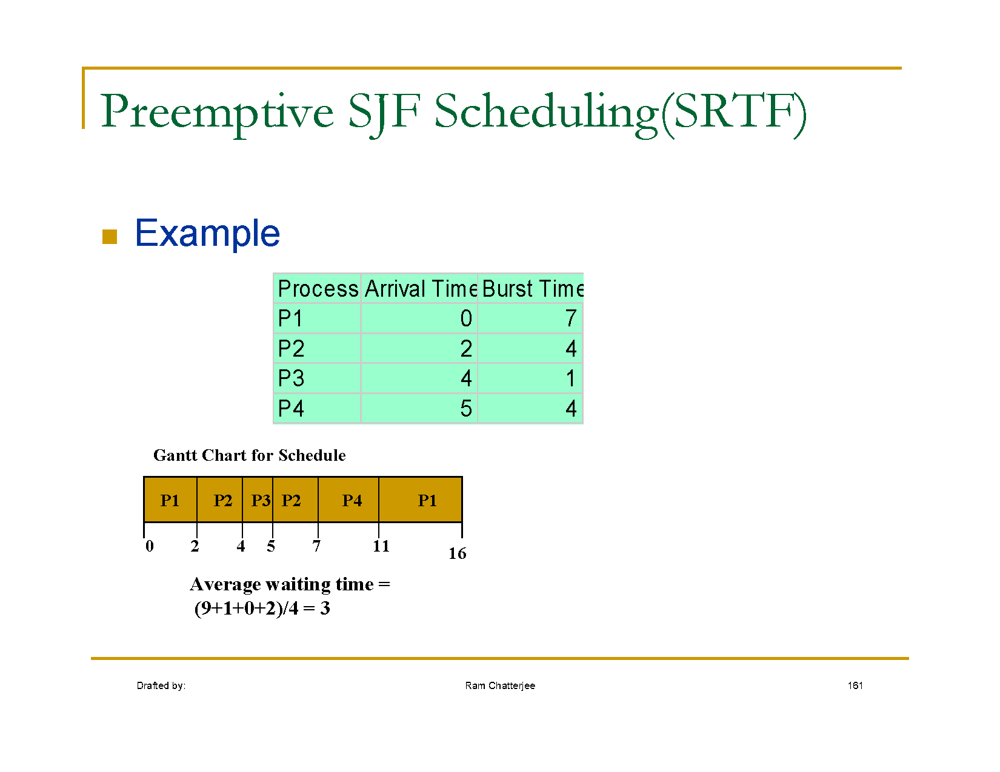 Preemptive SJF Scheduling(SRTF)
Example
Process Arrival Time Burst Time
P1 0 7
P2 2 4
P3 4 1
P4 5 4
Gantt Chart for Schedule
P1 P2 P3 P2 P4 P1
0 2 4 5 7 11 16
Average waiting time =
(9+1+0+2)/4 = 3
Drafted by: Ram Chatterjee 161